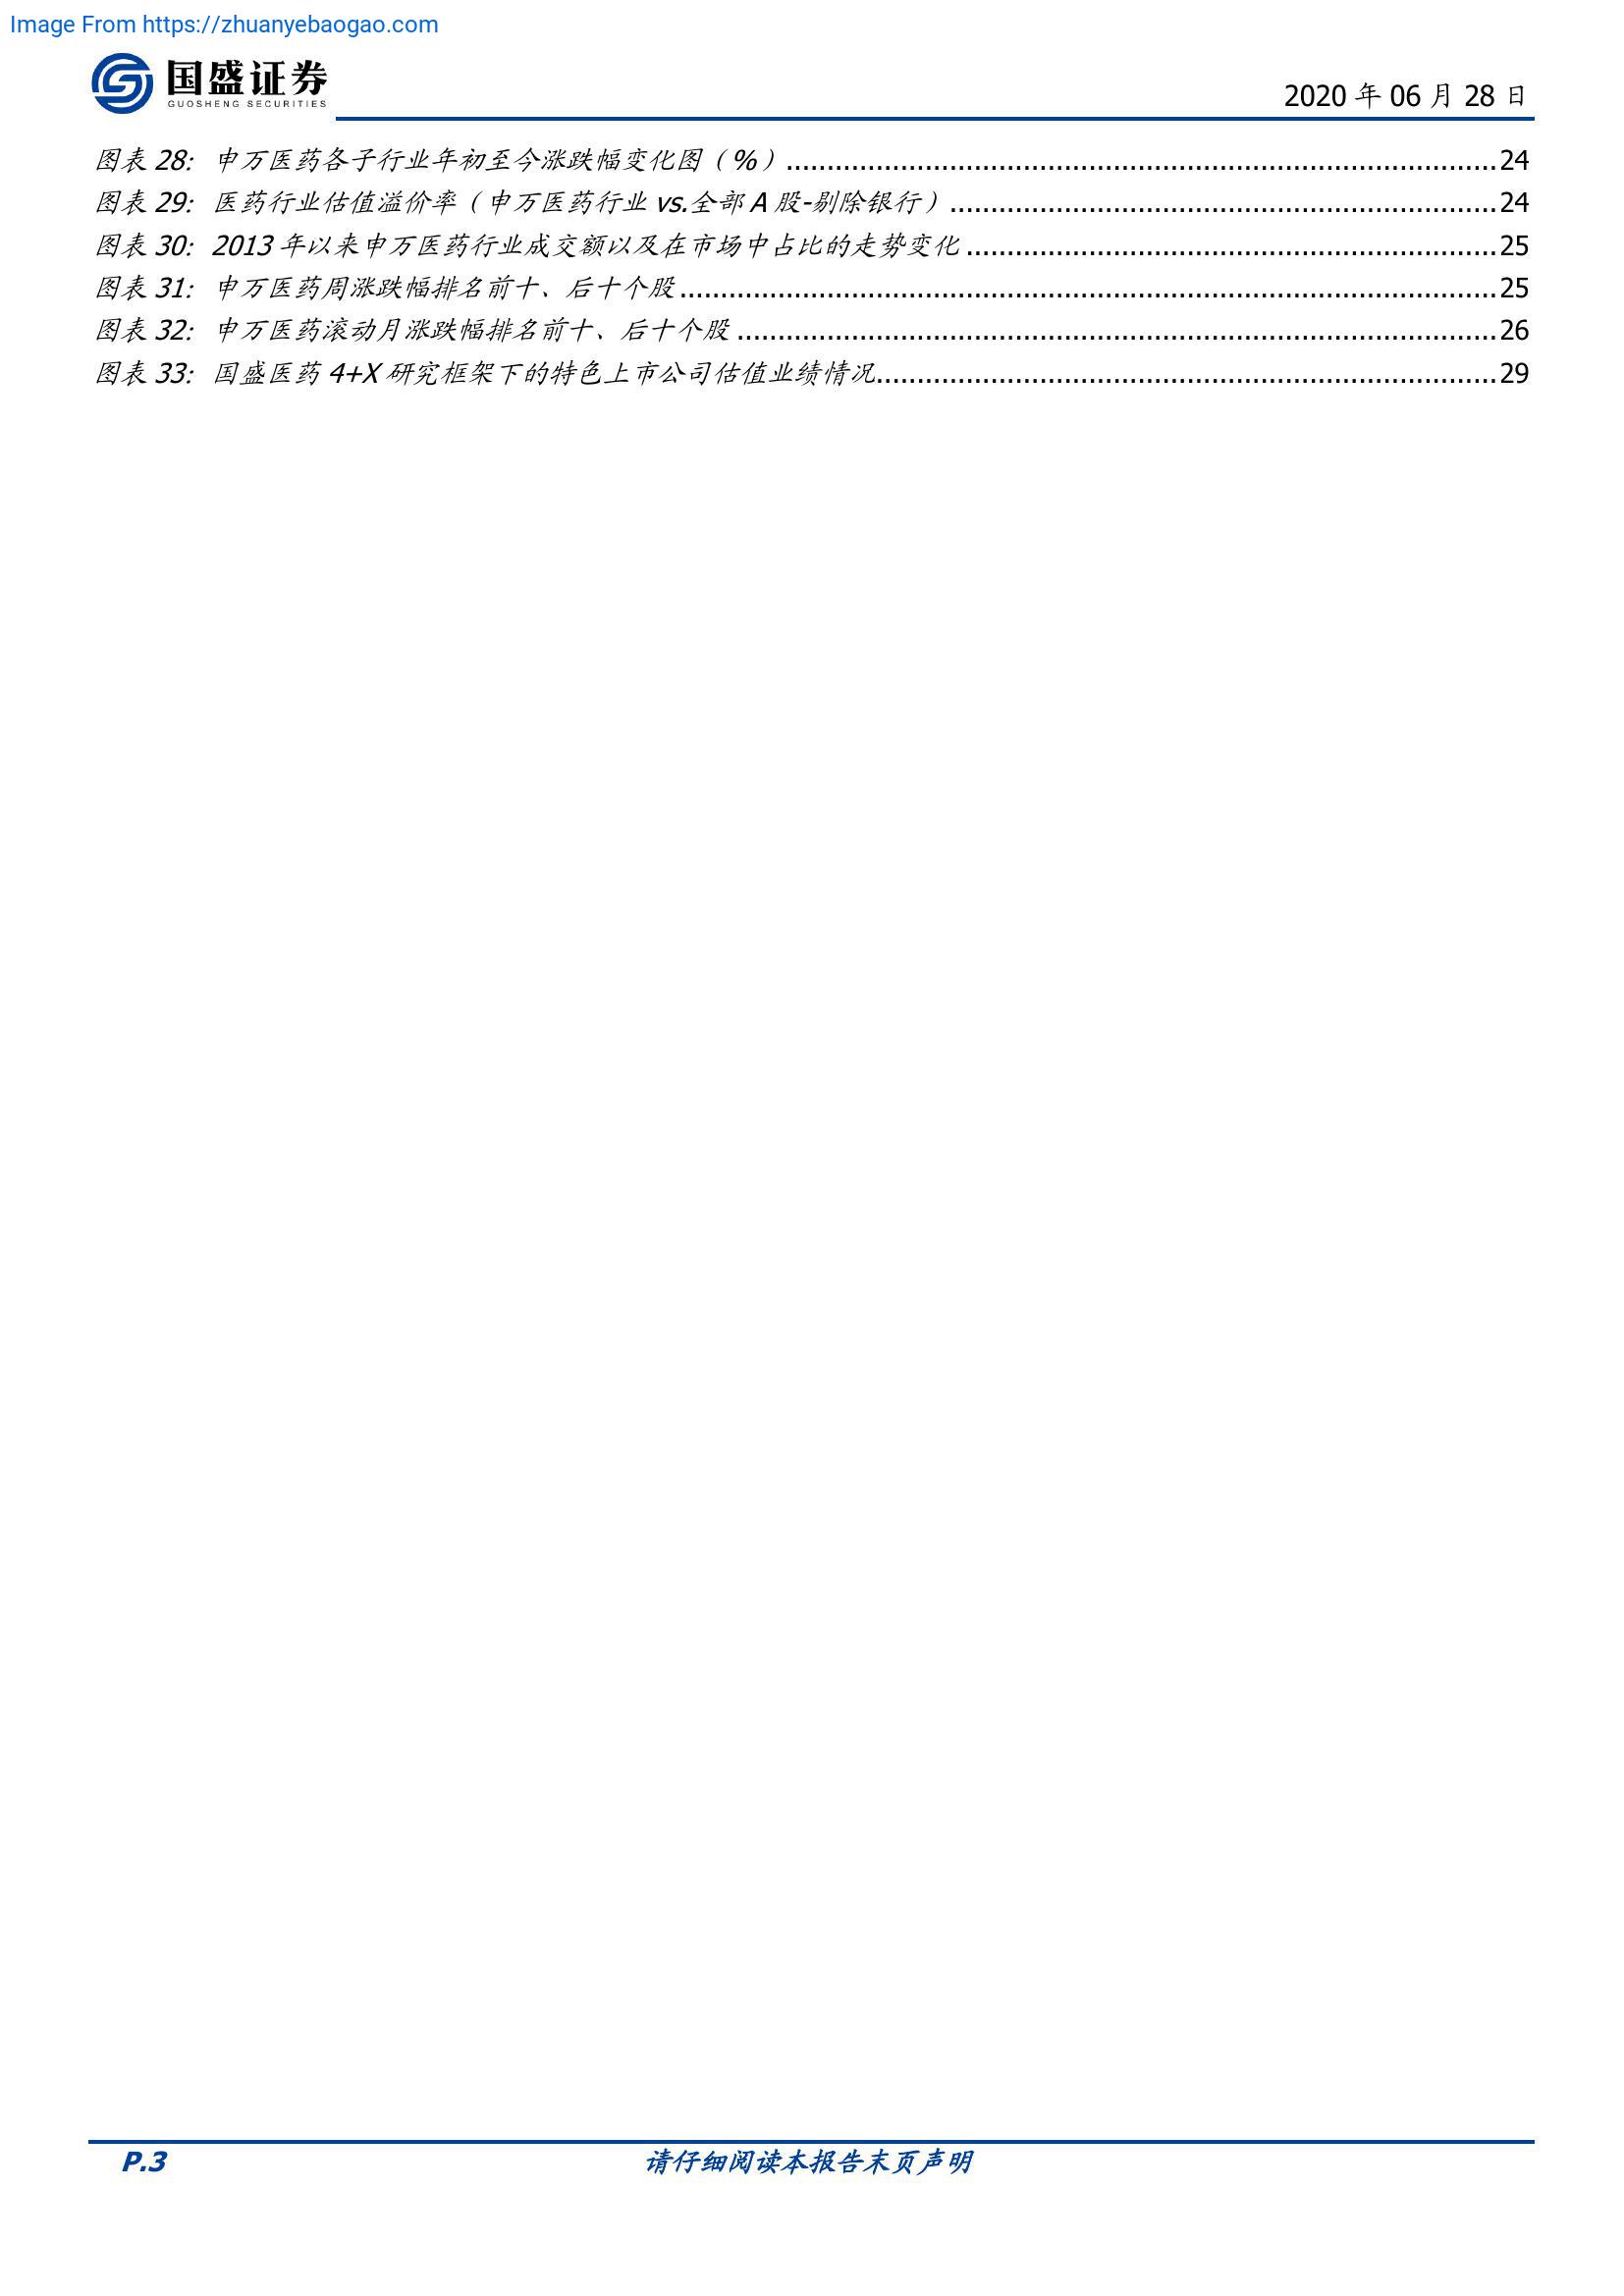 Image From https://zhuanyebaogao.com
国盛证券
GUOSHENG SECURITIES
2020 年 06 月 28 日
图表 28: 申万医药各子行业年初至今涨跌幅变化图（%）24
图表 29: 医药行业估值溢价率（申万医药行业 vs.全部 A 股-剔除银行）24
图表 30: 2013 年以来申万医药行业成交额以及在市场中占比的走势变化25
图表 31: 申万医药周涨跌幅排名前十、后十个股25
图表 32: 申万医药滚动月涨跌幅排名前十、后十个股26
图表 33: 国盛医药 4+X 研究框架下的特色上市公司估值业绩情况29
P.3
请仔细阅读本报告末页声明